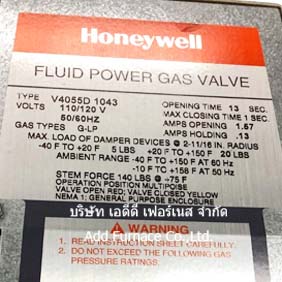 Honeywell
FLUID POWER GAS VALVE
TYPE V4055D 1043
VOLTS 110/120 V
50/60HZ
GAS TYPES G-LP
OPENING TIME 13 SEC.
MAX CLOSING TIME 1 SEC.
AMPS OPENING 1.57
AMPS HOLDING .13
MAX. LOAD OF DAMPER DEVICES @ 2-11/16 IN. RADIUS
-40 F TO +20 F 5 LBS +20 F TO +150 F 20 LBS
AMBIENT RANGE -40 F TO +150 F AT 60 Hz
-10 F TO +158 F AT 50 Hz
STEM FORCE 140 LBS @ +75 F
OPERATION POSITION MULTIPOISE
VALVE OPEN RED; VALVE CLOSED YELLOW
NEMA 1; GENERAL PURPOSE ENCLOSURE
บริษัท เอดีดี เฟอร์เนส จำกัด
WARNING
Add Furnace Co., Ltd
1. READ INSTRUCTION SHEET CAREFULLY.
2. DO NOT EXCEED THE FOLLOWING GAS
PRESSURE RATINGS.